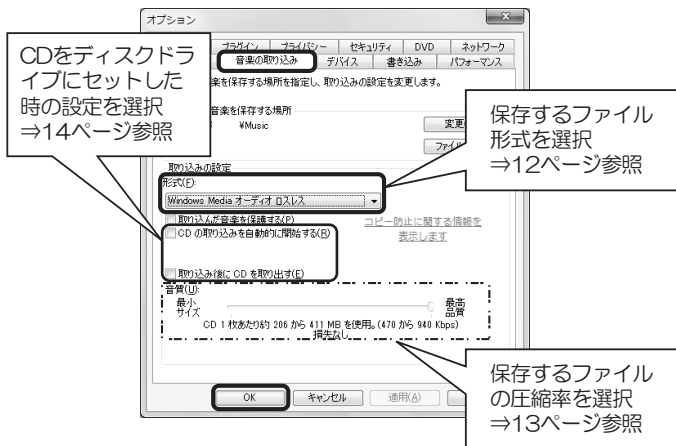 オプション
プラグイン プライバシー セキュリティ DVD ネットワーク
音楽の取り込み デバイス 書き込み パフォーマンス
CDをディスクドラ
イブにセットした
時の設定を選択
⇒14ページ参照
楽を保存する場所を指定し、取り込みの設定を変更します。
音楽を保存する場所
¥Music
変更
ファイル
保存するファイル
形式を選択
⇒12ページ参照
取り込みの設定
形式(F):
Windows Media オーディオ ロスレス
取り込んだ音楽を保護する(P)
コピー防止に関する情報を
表示します
CD の取り込みを自動的に開始する(R)
取り込み後に CD を取り出す(E)
音質(U):
最小
サイズ
最高
品質
CD 1 枚あたり約 206 から 411 MB を使用。(470 から 940 Kbps)
損失なし
保存するファイル
の圧縮率を選択
⇒13ページ参照
OK キャンセル 適用(A)